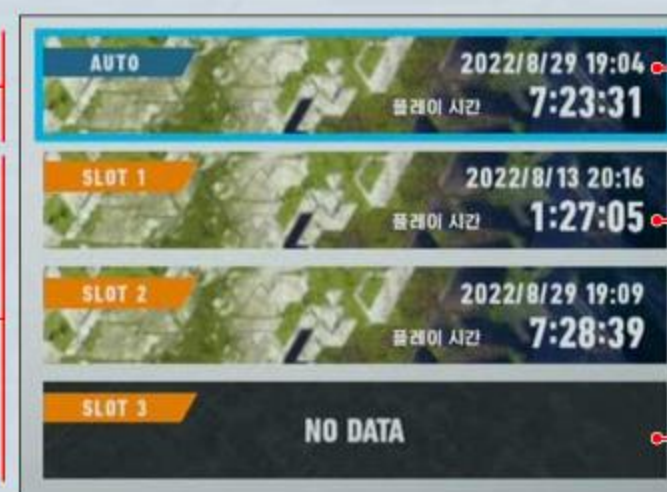 AUTO
2022/8/29 19:04
플레이 시간 7:23:31
SLOT 1
2022/8/13 20:16
플레이 시간 1:27:05
SLOT 2
2022/8/29 19:09
플레이 시간 7:28:39
SLOT 3
NO DATA